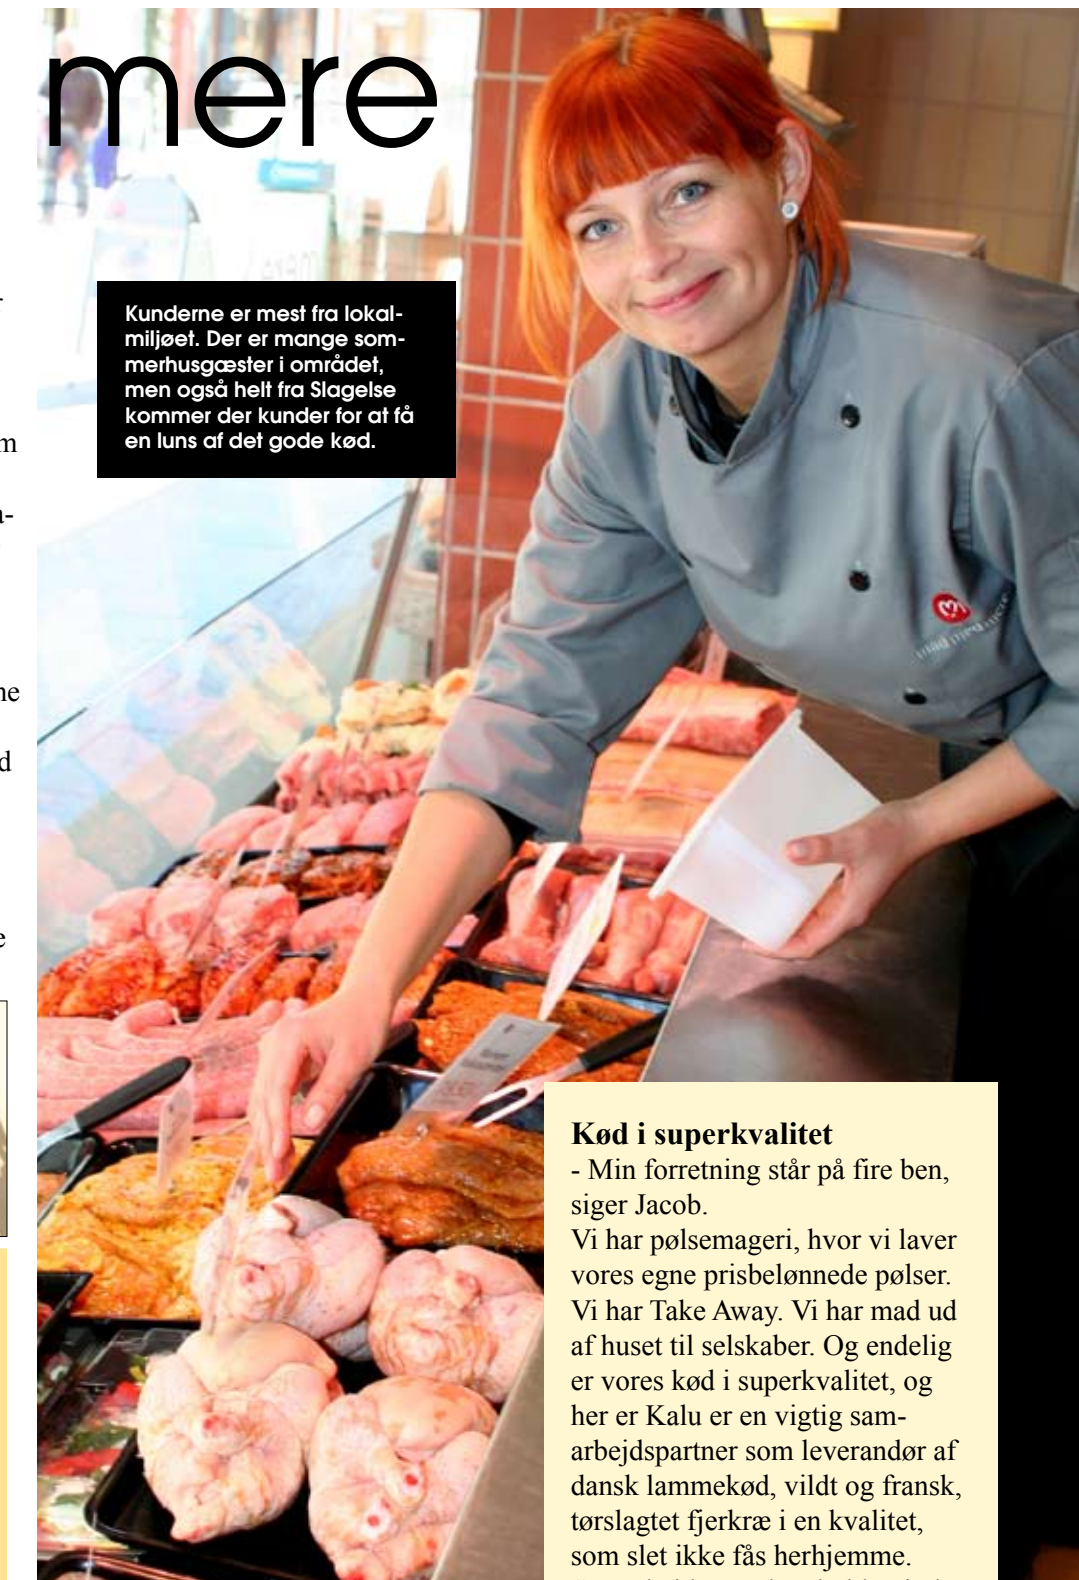 mere
Kunderne er mest fra lokal-
miljøet. Der er mange som-
merhusgæster i området,
men også helt fra Slagelse
kommer der kunder for at få
en luns af det gode kød.
m
a-
ne
d
e
Kød i superkvalitet
- Min forretning står på fire ben,
siger Jacob.
Vi har pølsemageri, hvor vi laver
vores egne prisbelønnede pølser.
Vi har Take Away. Vi har mad ud
af huset til selskaber. Og endelig
er vores kød i superkvalitet, og
her er Kalu er en vigtig sam-
arbejdspartner som leverandør af
dansk lammekød, vildt og fransk,
tørslagtet fjerkræ i en kvalitet,
som slet ikke fås herhjemme.